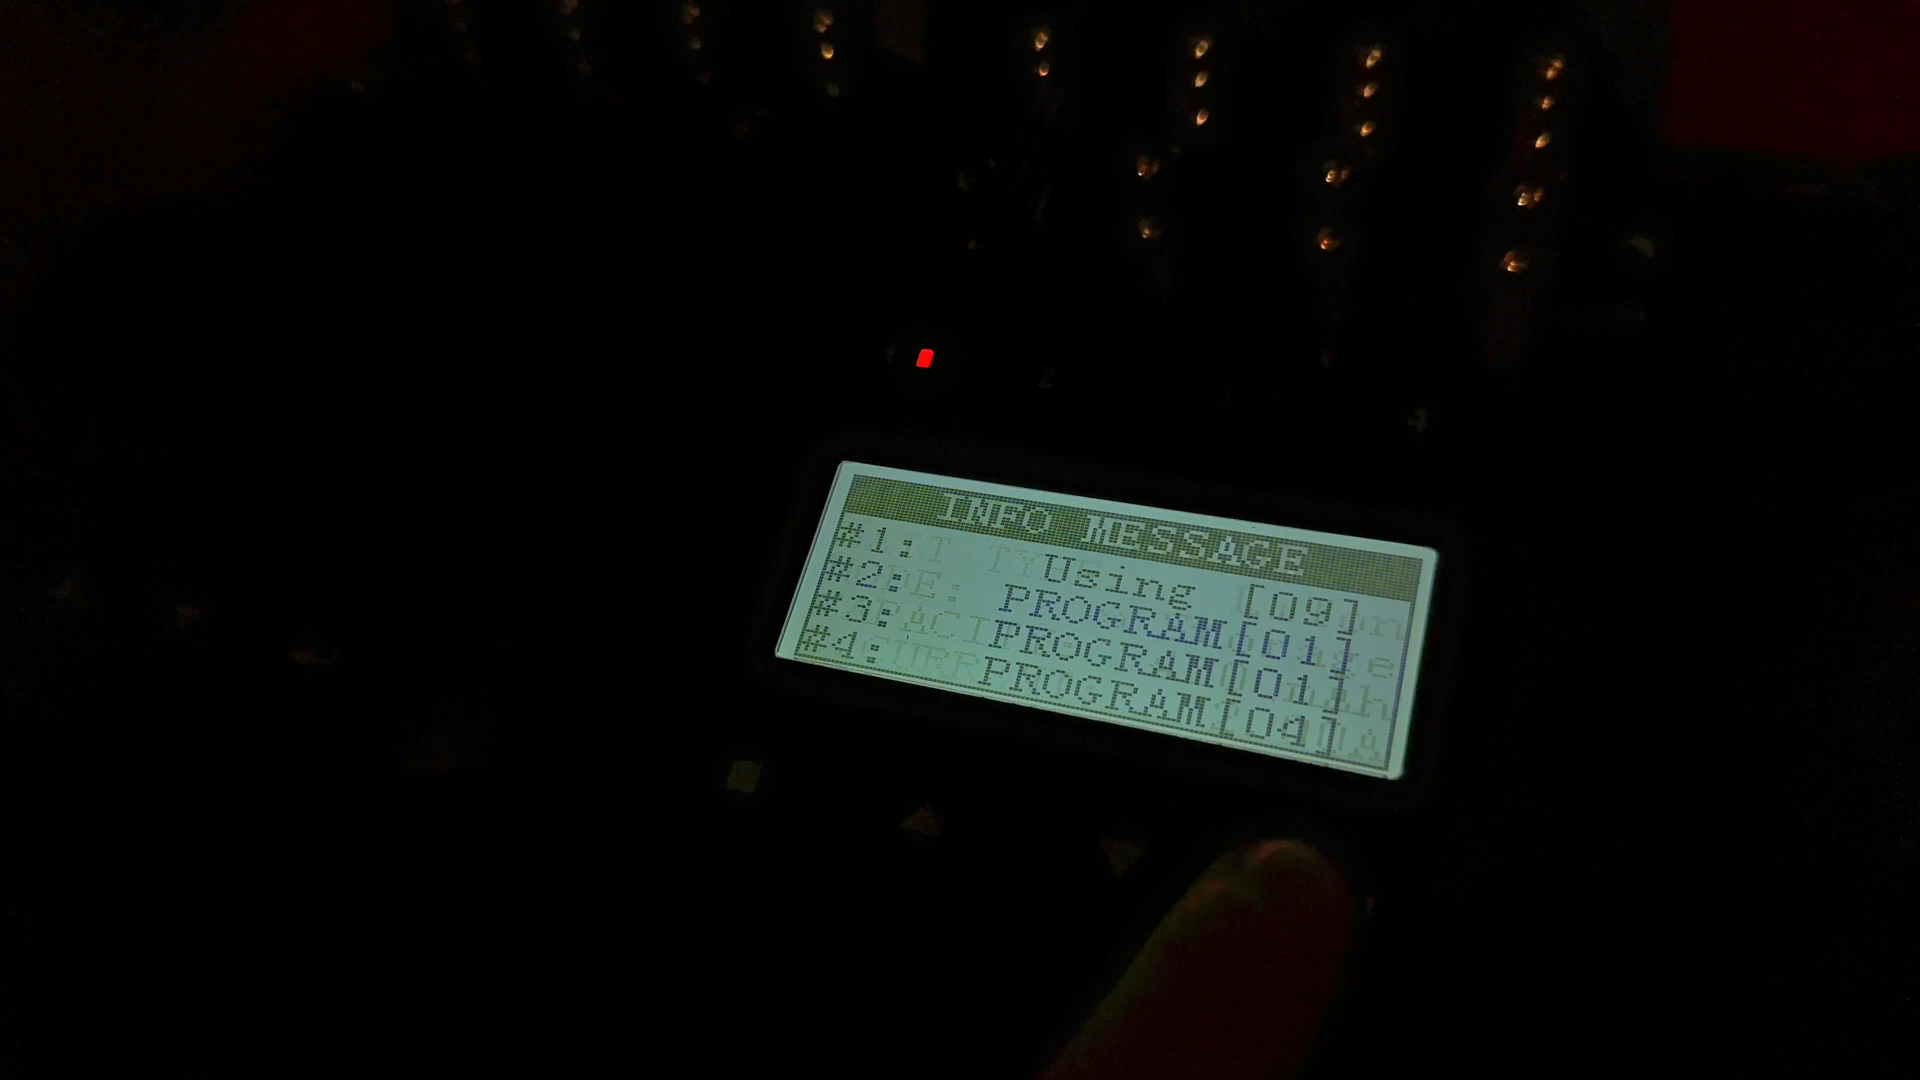 INFO MESSAGE
#1: Using [09]
#2: PROGRAM[01]
#3: PROGRAM[01]
#4: PROGRAM[04]